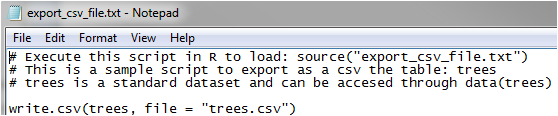 export_csv_file.txt - Notepad
File Edit Format View Help
# Execute this script in R to load: source("export_csv_file.txt")
# This is a sample script to export as a csv the table: trees
# trees is a standard dataset and can be accesed through data(trees)
write.csv(trees, file = "trees.csv")